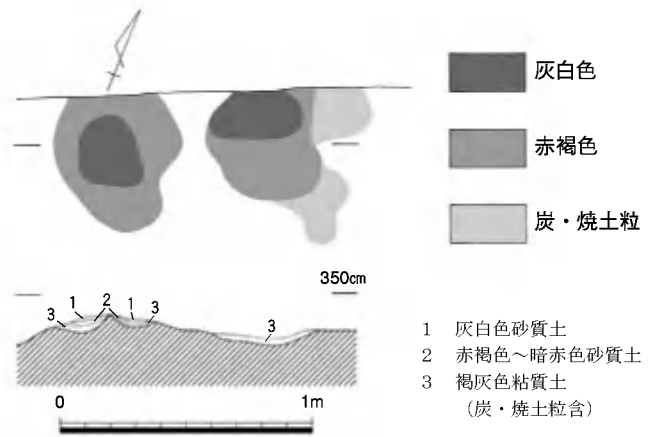 灰白色
赤褐色
炭・焼土粒
350cm
3 1 2 1 3
3
1 灰白色砂質土
2 赤褐色~暗赤色砂質土
3 褐灰色粘質土
(炭・焼土粒含)
0 1m